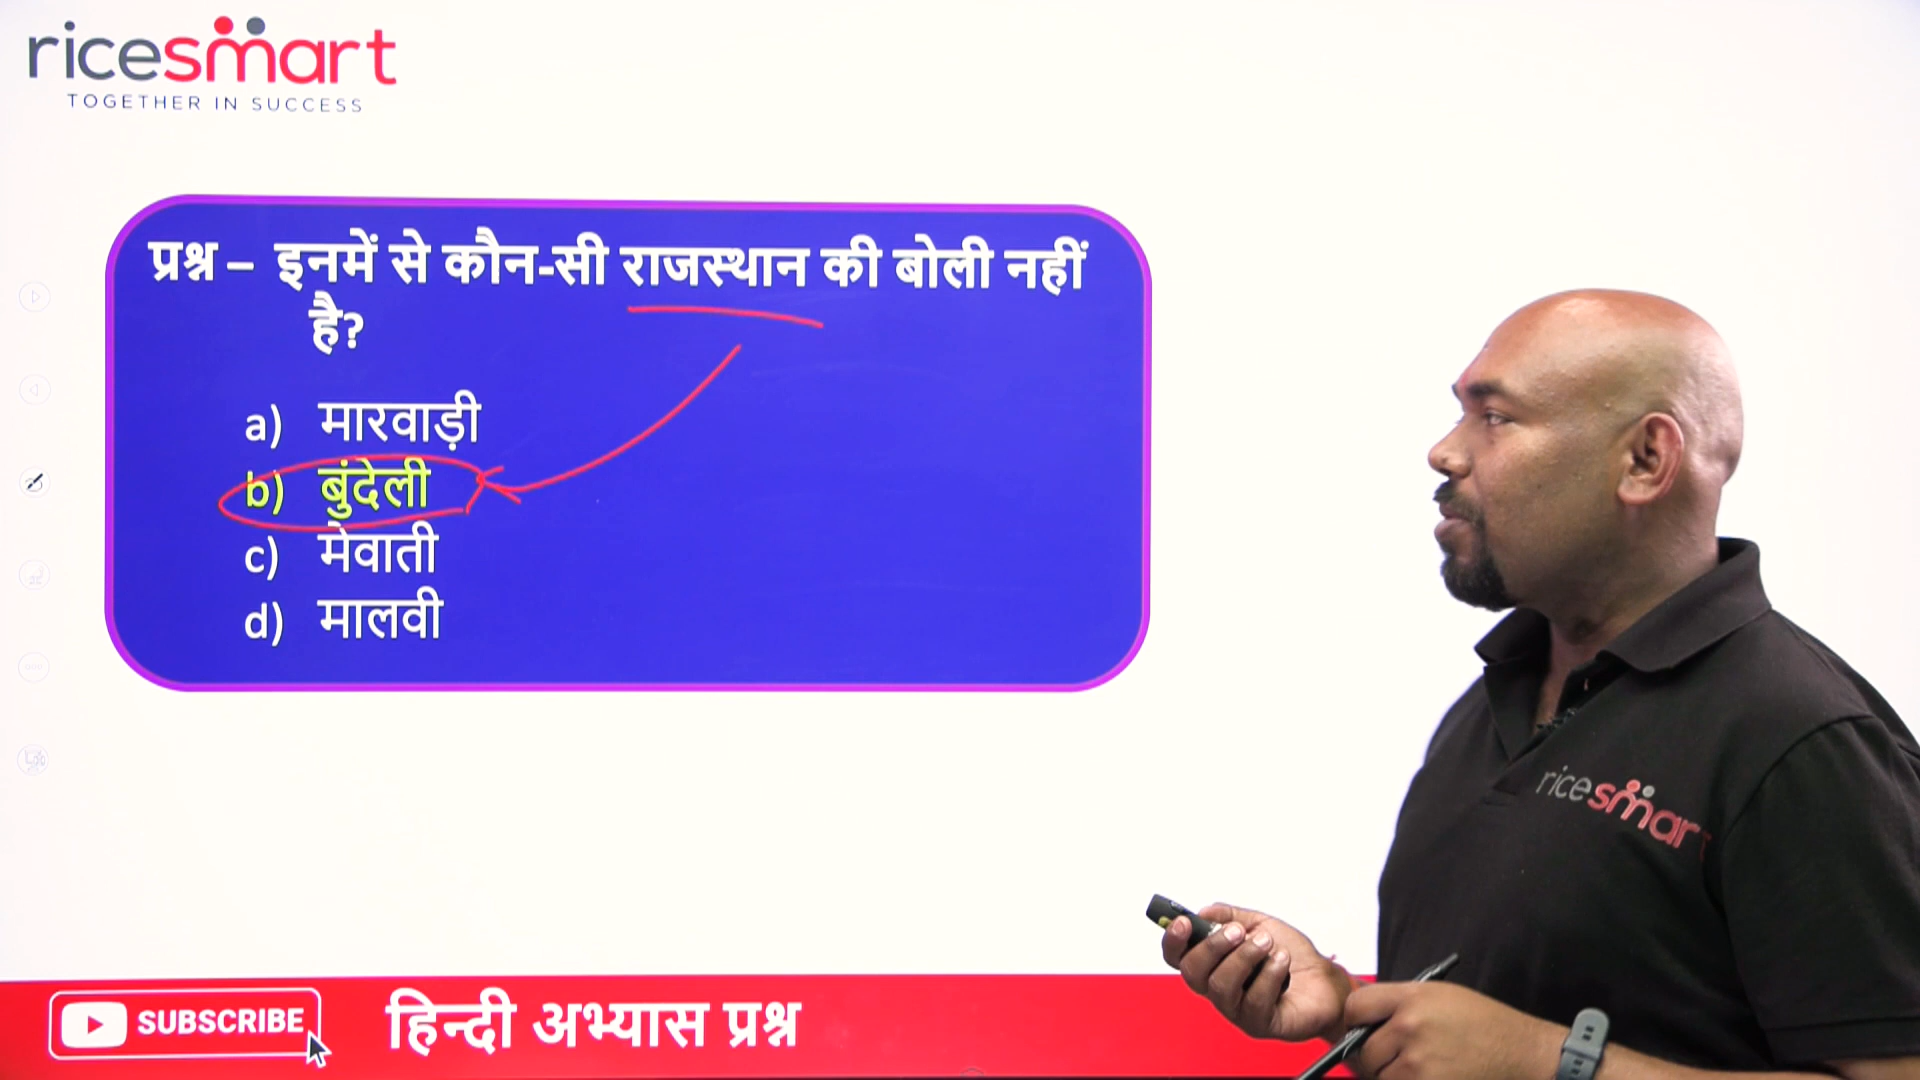 ricesmart
TOGETHER IN SUCCESS
प्रश्न – इनमें से कौन-सी राजस्थान की बोली नहीं
है?
a) मारवाड़ी
b) बुंदेली
c) मेवाती
d) मालवी
ricesmart
SUBSCRIBE
हिन्दी अभ्यास प्रश्न